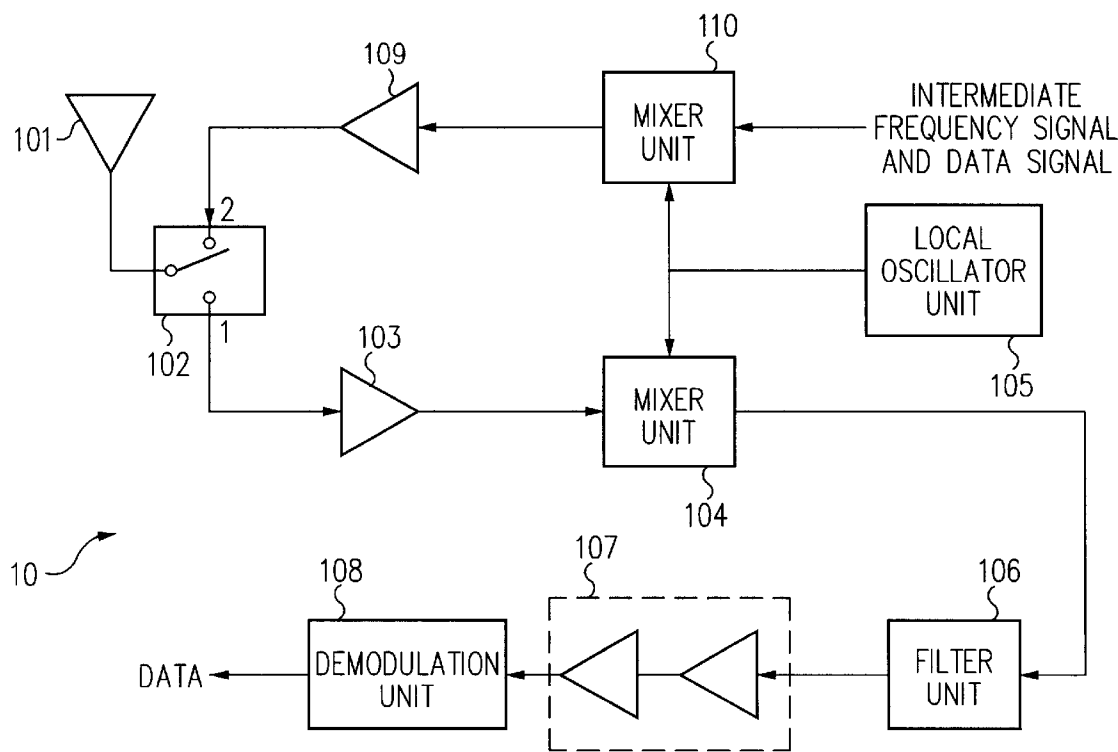 110
109
101
MIXER
UNIT
INTERMEDIATE
FREQUENCY SIGNAL
AND DATA SIGNAL
2
LOCAL
OSCILLATOR
UNIT
1
102
103
105
MIXER
UNIT
104
10
107
108
106
DATA
DEMODULATION
UNIT
FILTER
UNIT